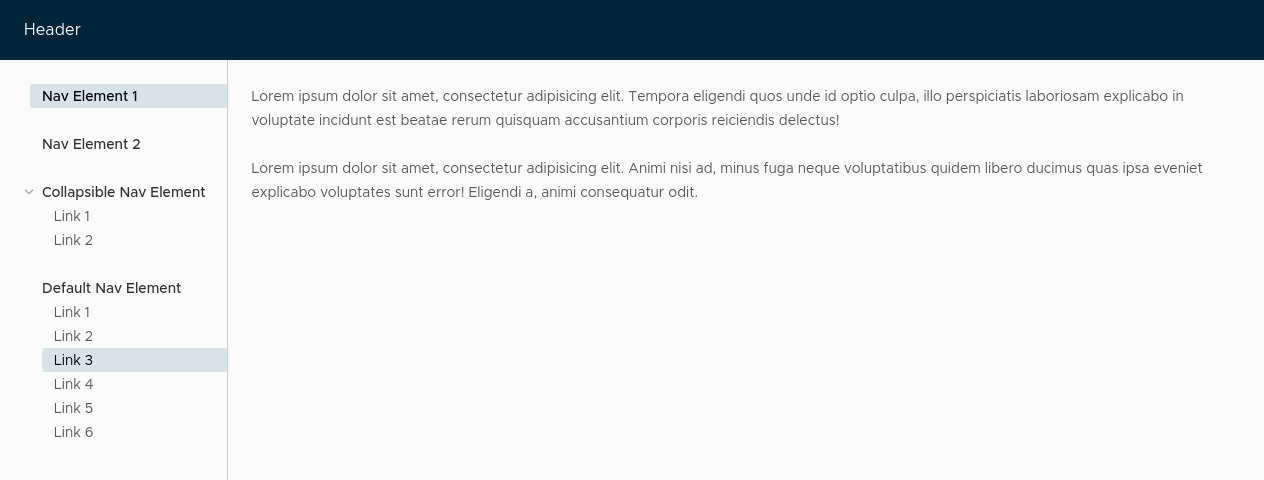 Header
Nav Element 1
Nav Element 2
Collapsible Nav Element
Link 1
Link 2
Default Nav Element
Link 1
Link 2
Link 3
Link 4
Link 5
Link 6
Lorem ipsum dolor sit amet, consectetur adipisicing elit. Tempora eligendi quos unde id optio culpa, illo perspiciatis laboriosam explicabo in
voluptate incidunt est beatae rerum quisquam accusantium corporis reiciendis delectus!
Lorem ipsum dolor sit amet, consectetur adipisicing elit. Animi nisi ad, minus fuga neque voluptatibus quidem libero ducimus quas ipsa eveniet
explicabo voluptates sunt error! Eligendi a, animi consequatur odit.